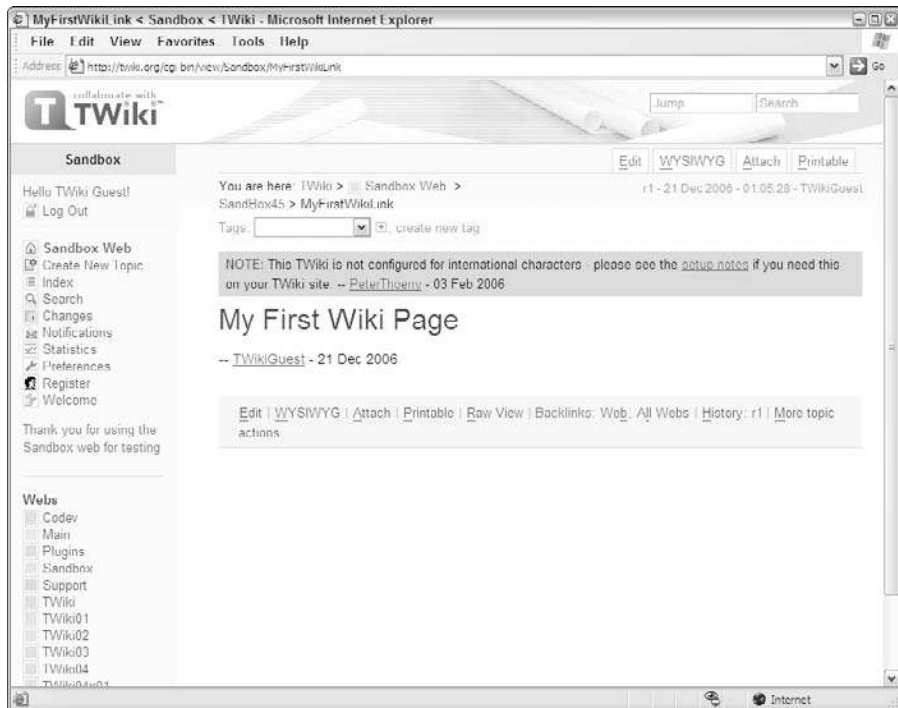 MyFirstWikiLink < Sandbox < TWiki - Microsoft Internet Explorer
File Edit View Favorites Tools Help
Address http://twiki.org/cgi-bin/view/Sandbox/MyFirstWikiLink Go
collaborate with
TWiki™
Jump Search
Sandbox
Edit WYSIWYG Attach Printable
Hello TWiki Guest!
Log Out
Sandbox Web
Create New Topic
Index
Search
Changes
Notifications
Statistics
Preferences
Register
Welcome
Thank you for using the
Sandbox web for testing
Webs
Codev
Main
Plugins
Sandbox
Support
TWiki
TWiki01
TWiki02
TWiki03
TWiki04
TWiki04x01
You are here: TWiki > Sandbox Web >
SandBox45 > MyFirstWikiLink
r1 - 21 Dec 2006 - 01:05:28 - TWikiGuest
Tags: , create new tag
NOTE: This TWiki is not configured for international characters - please see the setup notes if you need this
on your TWiki site. -- PeterThoeny - 03 Feb 2006
My First Wiki Page
-- TWikiGuest - 21 Dec 2006
Edit | WYSIWYG | Attach | Printable | Raw View | Backlinks: Web, All Webs | History: r1 | More topic
actions
Internet